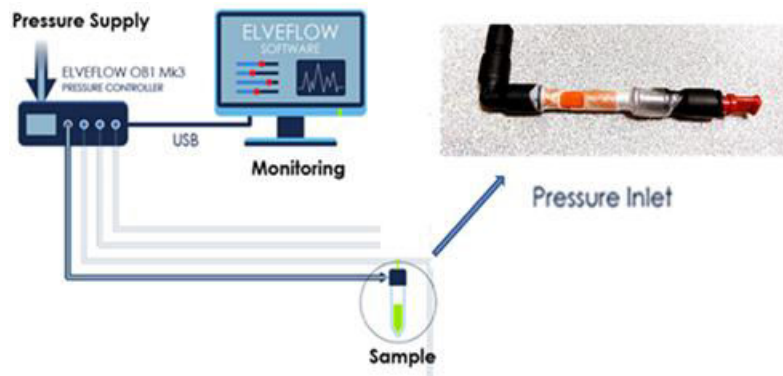 Pressure Supply
ELVEFLOW OB1 Mk3
PRESSURE CONTROLLER
USB
ELVEFLOW
SOFTWARE
Monitoring
Pressure Inlet
Sample